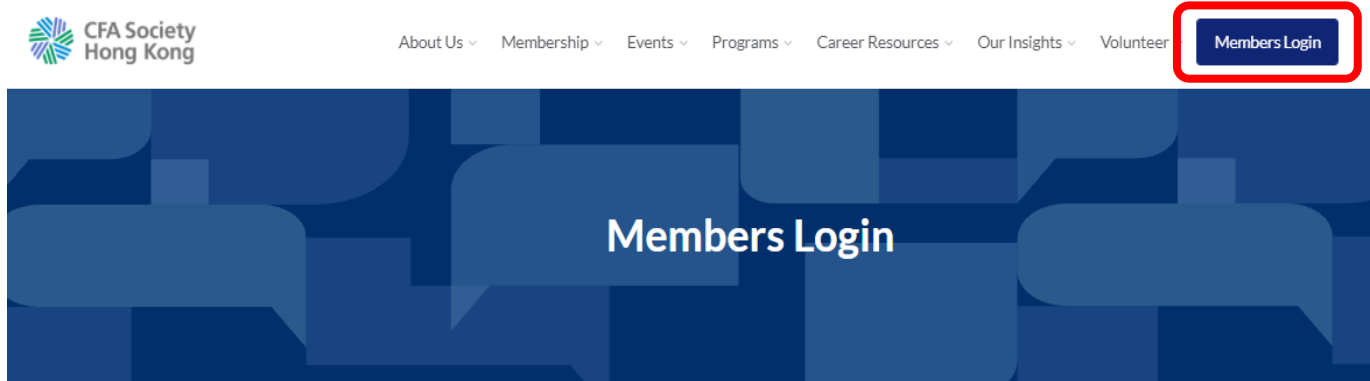 CFA Society
Hong Kong
About Us Membership Events Programs Career Resources Our Insights Volunteer Members Login
Members Login